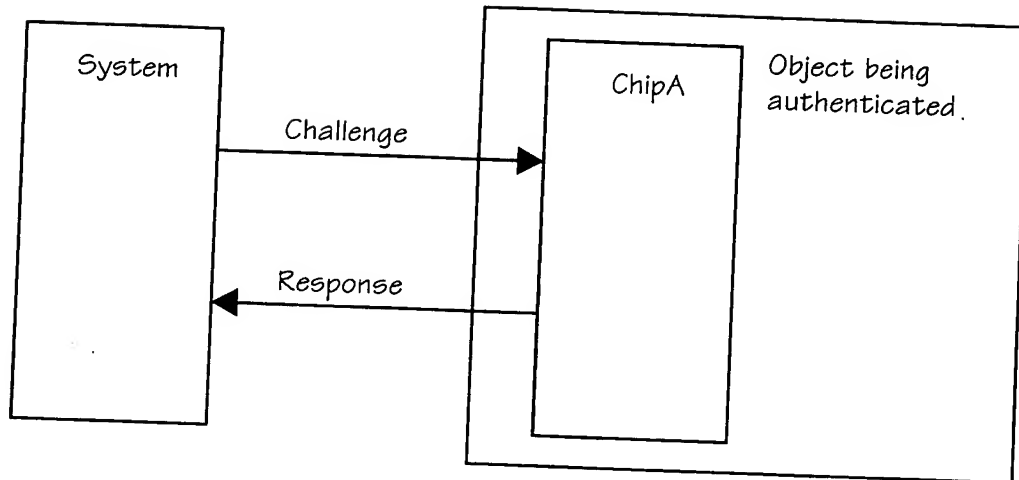 System
ChipA
Object being
authenticated.
Challenge
Response